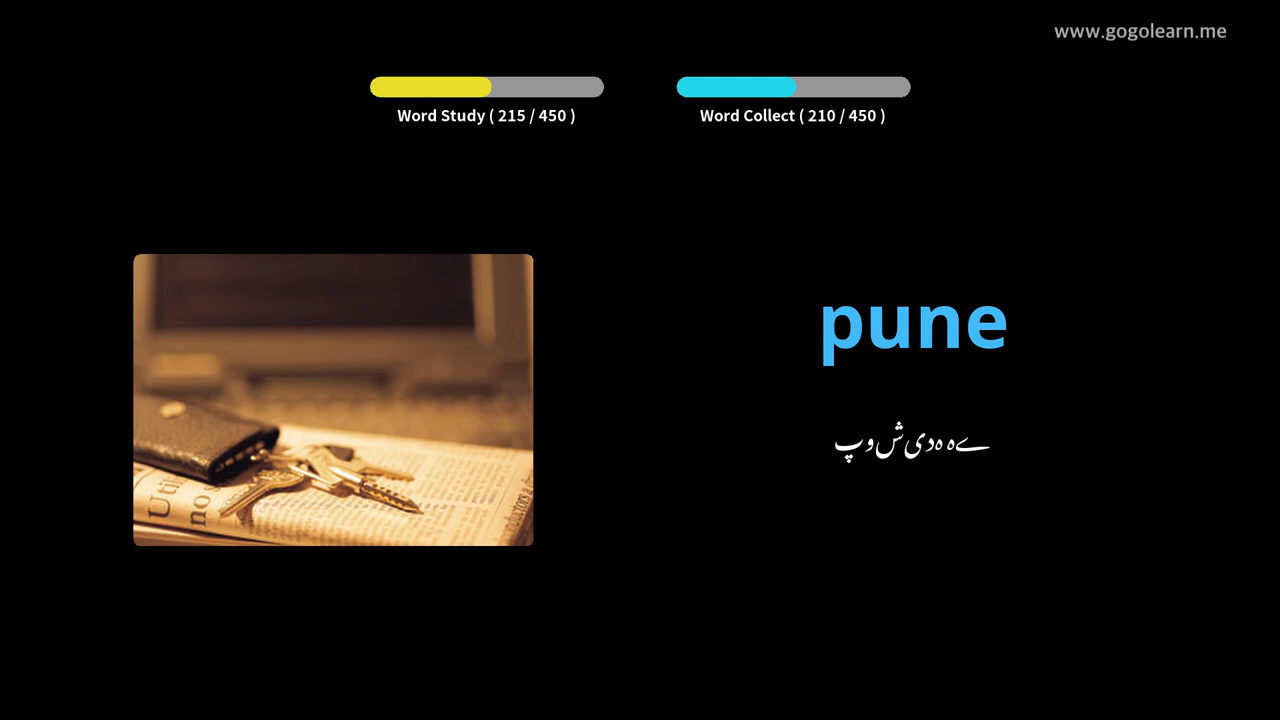 www.gogolearn.me
Word Study ( 215 / 450 )
Word Collect ( 210 / 450 )
pune
پوشیدہ ہے